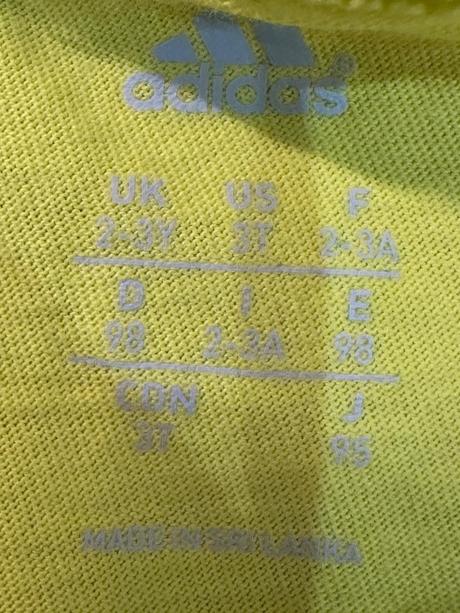 adidas®
UK US F
2-3Y 3T 2-3A
D I E
98 2-3A 98
CDN J
3T 95
MADE IN SRI LANKA